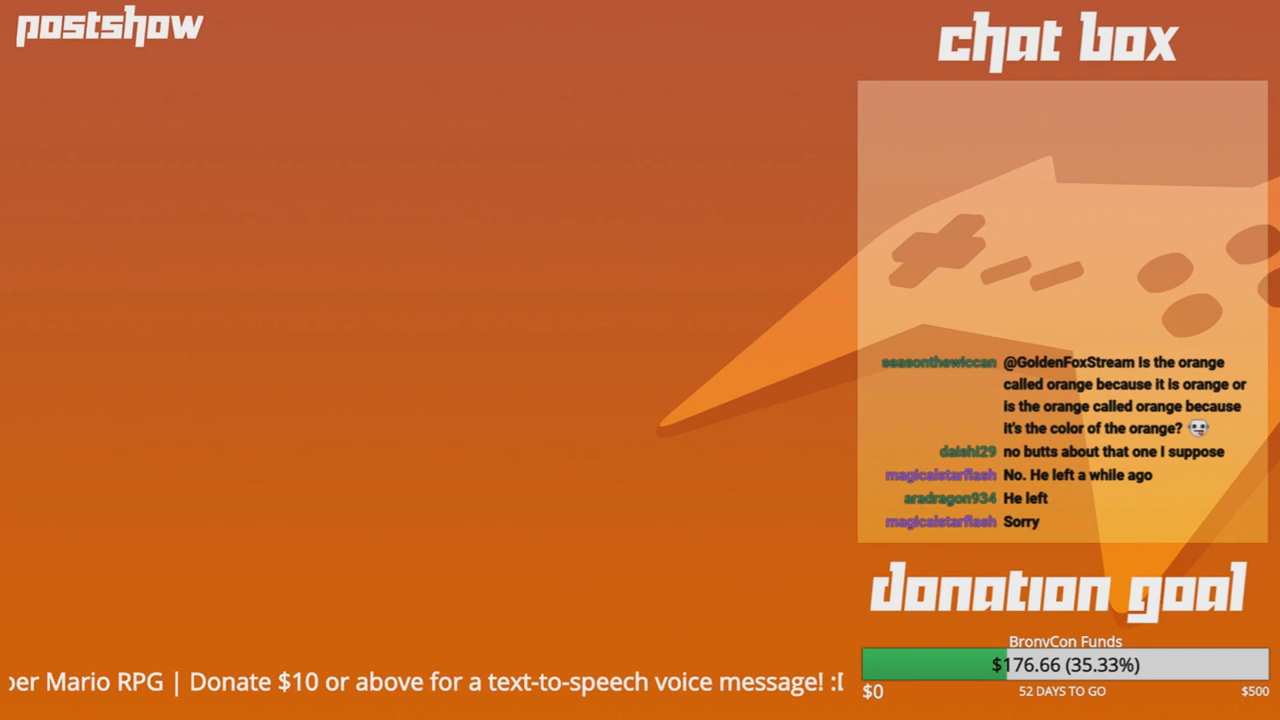 postshow
chat box
seasonthewiccan @GoldenFoxStream Is the orange
called orange because it is orange or
is the orange called orange because
it's the color of the orange?
daishi29 no butts about that one I suppose
magicalstarflash No. He left a while ago
aradragon934 He left
magicalstarflash Sorry
donation goal
BronyCon Funds
$176.66 (35.33%)
$0 52 DAYS TO GO $500
per Mario RPG | Donate $10 or above for a text-to-speech voice message! :D